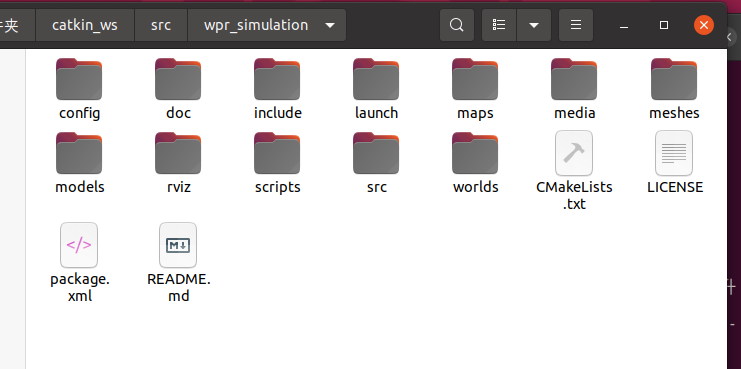 件夹 catkin_ws src wpr_simulation
config doc include launch maps media meshes
models rviz scripts src worlds CMakeLists.txt LICENSE
package.xml README.md
升
-